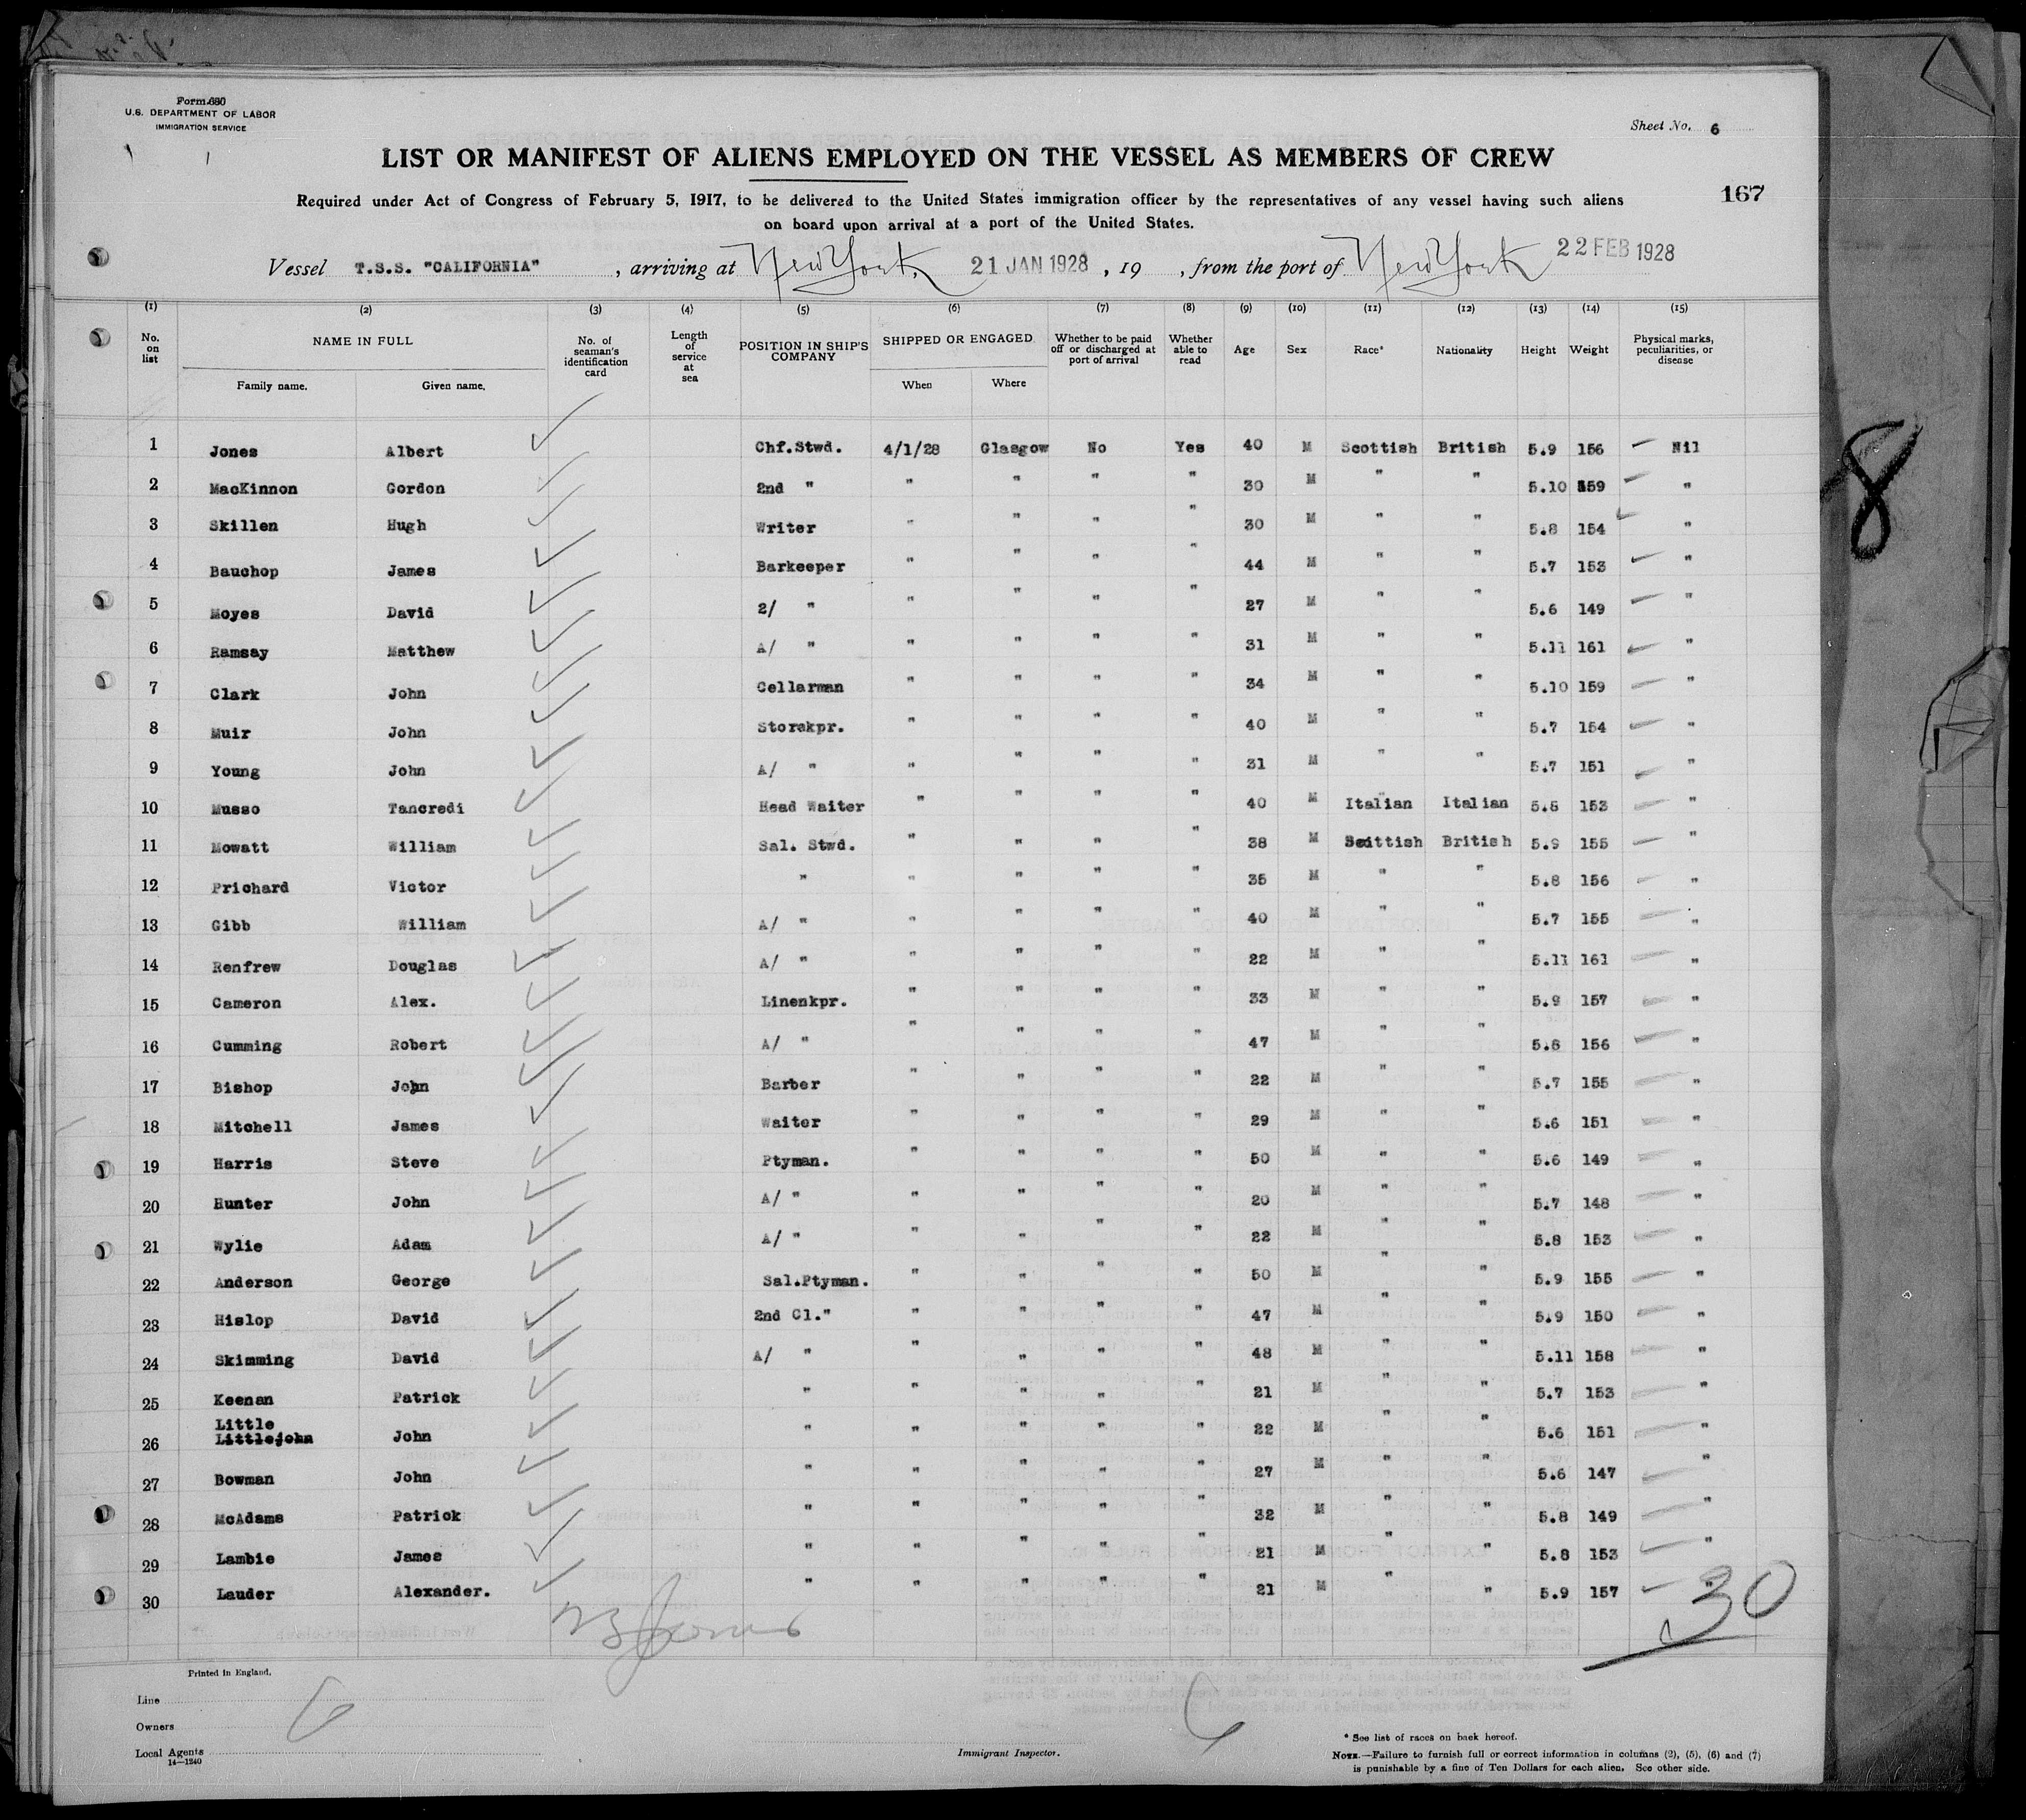 Form 680
U.S. DEPARTMENT OF LABOR
IMMIGRATION SERVICE
Sheet No. 6
LIST OR MANIFEST OF ALIENS EMPLOYED ON THE VESSEL AS MEMBERS OF CREW
167
Required under Act of Congress of February 5, 1917, to be delivered to the United States immigration officer by the representatives of any vessel having such aliens
on board upon arrival at a port of the United States.
Vessel T.S.S. "CALIFORNIA" , arriving at New York, 21 JAN 1928 , 19 , from the port of New York 22 FEB 1928
(1) (2) (3) (4) (5) (6) (7) (8) (9) (10) (11) (12) (13) (14) (15)
No. on list NAME IN FULL Family name. Given name. No. of seaman's identification card Length of service at sea POSITION IN SHIP'S COMPANY SHIPPED OR ENGAGED When Where Whether to be paid off or discharged at port of arrival Whether able to read Age Sex Race* Nationality Height Weight Physical marks, peculiarities, or disease
1 Jones Albert Chf.Stwd. 4/1/28 Glasgow No Yes 40 M Scottish British 5.9 156 Nil
2 MacKinnon Gordon 2nd " " " " " 30 M " " 5.10 159 "
3 Skillen Hugh Writer " " " " 30 M " " 5.8 154 "
4 Bauchop James Barkeeper " " " " 44 M " " 5.7 153 "
5 Moyes David 2/ " " " " " 27 M " " 5.6 149 "
6 Ramsay Matthew A/ " " " " " 31 M " " 5.11 161 "
7 Clark John Cellarman " " " " 34 M " " 5.10 159 "
8 Muir John Storekpr. " " " " 40 M " " 5.7 154 "
9 Young John A/ " " " " " 31 M " " 5.7 151 "
10 Musso Tancredi Head Waiter " " " " 40 M Italian Italian 5.8 153 "
11 Mowatt William Sal. Stwd. " " " " 38 M Scottish British 5.9 155 "
12 Prichard Victor " " " " " 35 M " " 5.8 156 "
13 Gibb William A/ " " " " " 40 M " " 5.7 155 "
14 Renfrew Douglas A/ " " " " " 22 M " " 5.11 161 "
15 Cameron Alex. Linenkpr. " " " " 33 M " " 5.9 157 "
16 Cumming Robert A/ " " " " " 47 M " " 5.8 156 "
17 Bishop John Barber " " " " 22 M " " 5.7 155 "
18 Mitchell James Waiter " " " " 29 M " " 5.6 151 "
19 Harris Steve Ptyman. " " " " 50 M " " 5.6 149 "
20 Hunter John A/ " " " " " 20 M " " 5.7 148 "
21 Wylie Adam A/ " " " " " 22 M " " 5.8 153 "
22 Anderson George Sal.Ptyman. " " " " 50 M " " 5.9 155 "
23 Hislop David 2nd Cl." " " " " 47 M " " 5.9 150 "
24 Skimming David A/ " " " " " 48 M " " 5.11 158 "
25 Keenan Patrick " " " " " 21 M " " 5.7 153 "
Little
26 Littlejohn John " " " " " 22 M " " 5.6 151 "
27 Bowman John " " " " " 27 M " " 5.6 147 "
28 McAdams Patrick " " " " " 32 M " " 5.8 149 "
29 Lambie James " " " " " 21 M " " 5.8 153 "
30 Lauder Alexander. " " " " " 21 M " " 5.9 157 "
30
Printed in England.
Line
Owners
Local Agents
14—1240
6
Immigrant Inspector.
* See list of races on back hereof.
NOTE.—Failure to furnish full or correct information in columns (2), (5), (6) and (7)
is punishable by a fine of Ten Dollars for each alien. See other side.
8